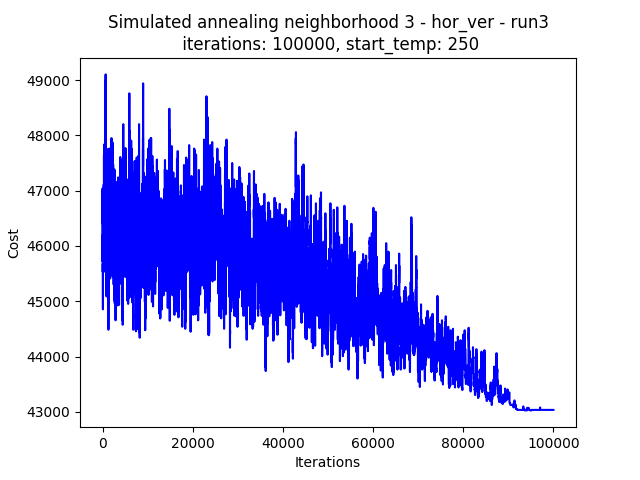 Simulated annealing neighborhood 3 - hor_ver - run3
iterations: 100000, start_temp: 250
49000
48000
47000
46000
45000
44000
43000
Cost
0 20000 40000 60000 80000 100000
Iterations